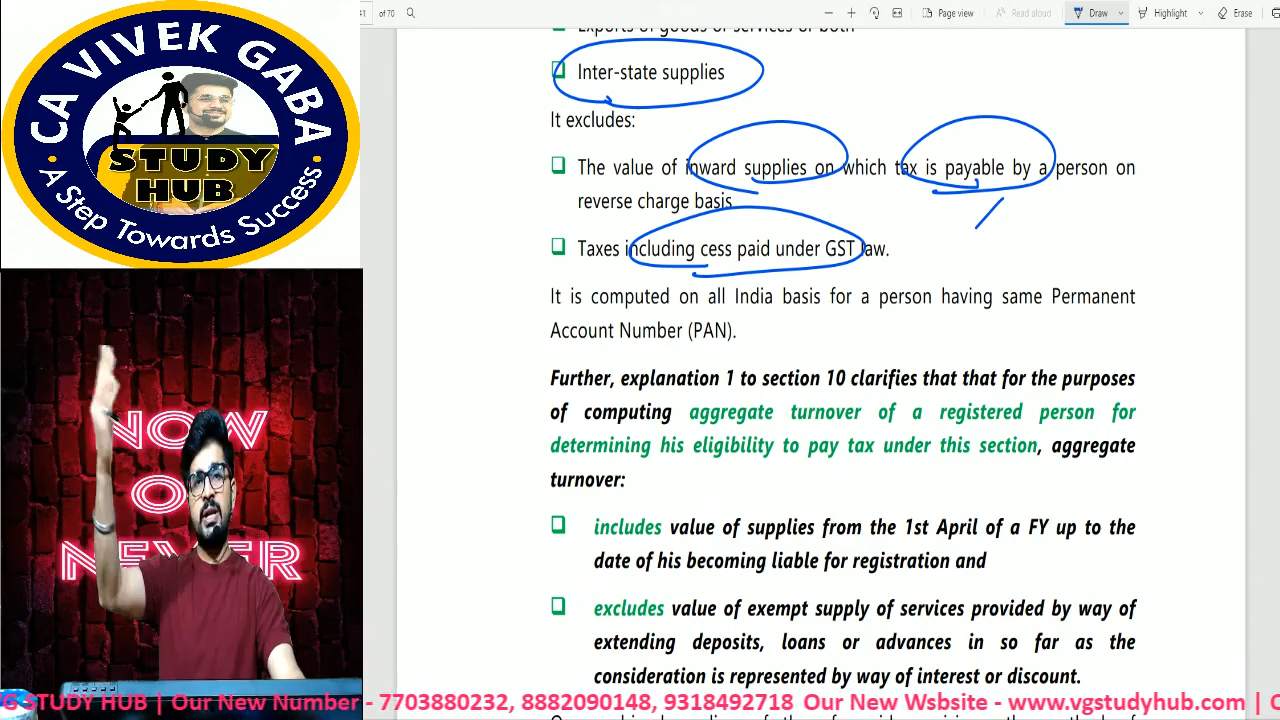 CA VIVEK GABA
STUDY
HUB
A Step Towards Success
NOW
OR
NEVER
of 70
Page view
Read aloud
Draw
Highlight
Erase
Exports of goods or services or both
Inter-state supplies
It excludes:
The value of inward supplies on which tax is payable by a person on
reverse charge basis
Taxes including cess paid under GST law.
It is computed on all India basis for a person having same Permanent
Account Number (PAN).
Further, explanation 1 to section 10 clarifies that that for the purposes
of computing aggregate turnover of a registered person for
determining his eligibility to pay tax under this section, aggregate
turnover:
includes value of supplies from the 1st April of a FY up to the
date of his becoming liable for registration and
excludes value of exempt supply of services provided by way of
extending deposits, loans or advances in so far as the
consideration is represented by way of interest or discount.
G STUDY HUB | Our New Number - 7703880232, 8882090148, 9318492718 Our New Wsbsite - www.vgstudyhub.com |